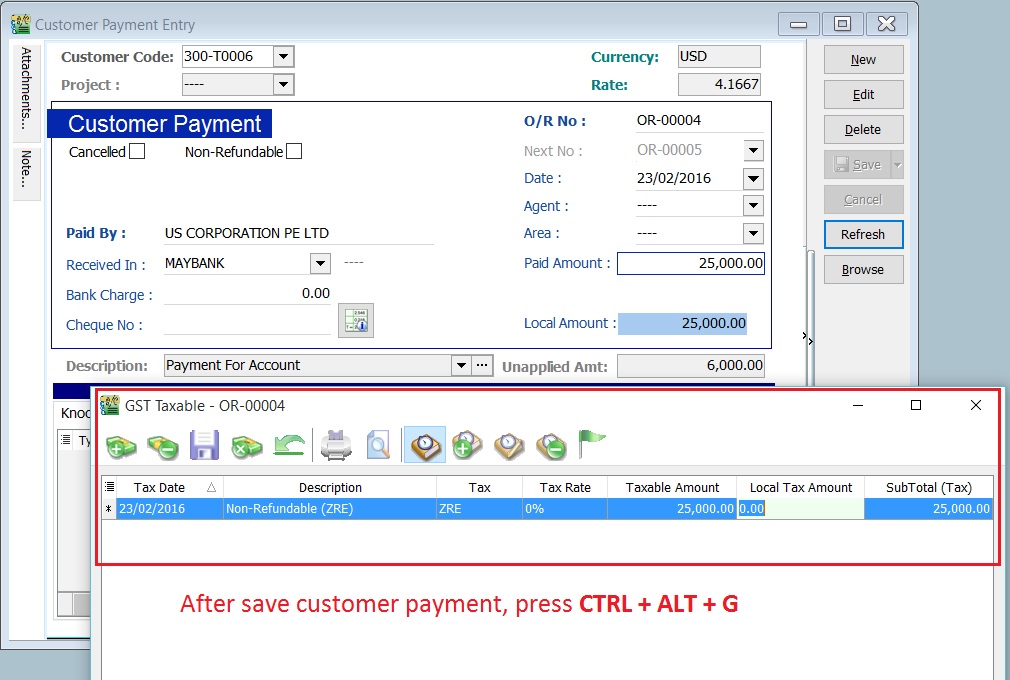 Customer Payment Entry
Attachments...
Note...
Customer Code: 300-T0006
Currency: USD
Project : ----
Rate: 4.1667
Customer Payment
Cancelled
Non-Refundable
O/R No : OR-00004
Next No : OR-00005
Date : 23/02/2016
Agent : ----
Area : ----
Paid By : US CORPORATION PE LTD
Received In : MAYBANK ----
Paid Amount : 25,000.00
Bank Charge : 0.00
Cheque No :
Local Amount : 25,000.00
Description: Payment For Account ...
Unapplied Amt: 6,000.00
New
Edit
Delete
Save
Cancel
Refresh
Browse
GST Taxable - OR-00004
Tax Date Description Tax Tax Rate Taxable Amount Local Tax Amount SubTotal (Tax)
* 23/02/2016 Non-Refundable (ZRE) ZRE 0% 25,000.00 0.00 25,000.00
After save customer payment, press CTRL + ALT + G